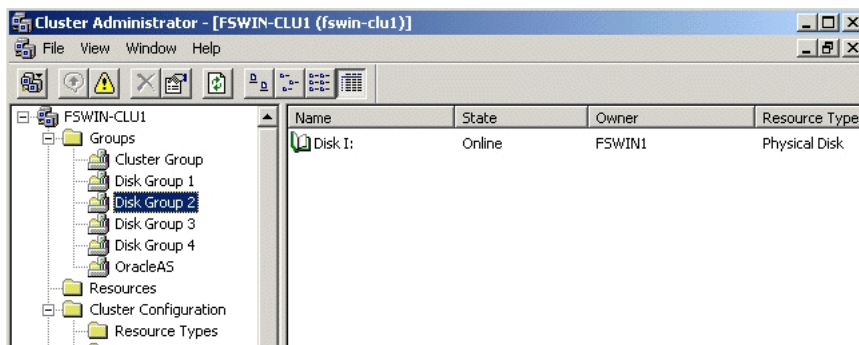 Cluster Administrator - [FSWIN-CLU1 (fswin-clu1)]
File View Window Help
FSWIN-CLU1
Groups
Cluster Group
Disk Group 1
Disk Group 2
Disk Group 3
Disk Group 4
OracleAS
Resources
Cluster Configuration
Resource Types
Name State Owner Resource Type
Disk I: Online FSWIN1 Physical Disk